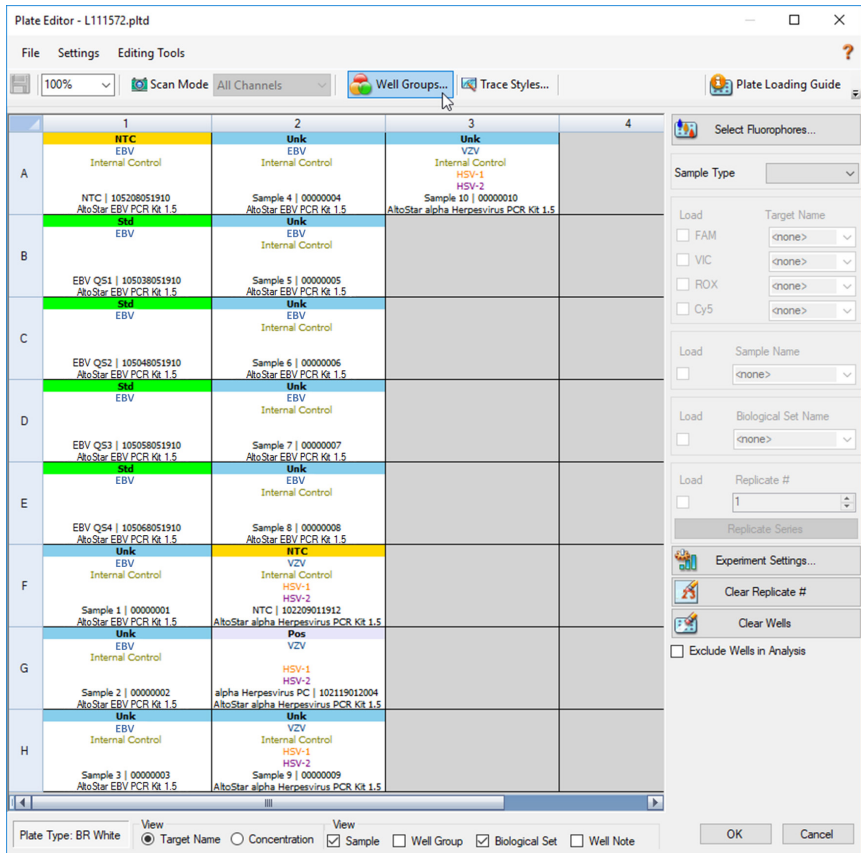 Plate Editor - L111572.pltd
File Settings Editing Tools
?
100% Scan Mode All Channels Well Groups... Trace Styles... Plate Loading Guide
1 2 3 4
A
NTC
EBV
Internal Control
NTC | 105208051910
AltoStar EBV PCR Kit 1.5
Unk
EBV
Internal Control
Sample 4 | 00000004
AltoStar EBV PCR Kit 1.5
Unk
VZV
Internal Control
HSV-1
HSV-2
Sample 10 | 00000010
AltoStar alpha Herpesvirus PCR Kit 1.5
B
Std
EBV
EBV QS1 | 105038051910
AltoStar EBV PCR Kit 1.5
Unk
EBV
Internal Control
Sample 5 | 00000005
AltoStar EBV PCR Kit 1.5
C
Std
EBV
EBV QS2 | 105048051910
AltoStar EBV PCR Kit 1.5
Unk
EBV
Internal Control
Sample 6 | 00000006
AltoStar EBV PCR Kit 1.5
D
Std
EBV
EBV QS3 | 105058051910
AltoStar EBV PCR Kit 1.5
Unk
EBV
Internal Control
Sample 7 | 00000007
AltoStar EBV PCR Kit 1.5
E
Std
EBV
EBV QS4 | 105068051910
AltoStar EBV PCR Kit 1.5
Unk
EBV
Internal Control
Sample 8 | 00000008
AltoStar EBV PCR Kit 1.5
F
Unk
EBV
Internal Control
Sample 1 | 00000001
AltoStar EBV PCR Kit 1.5
NTC
VZV
Internal Control
HSV-1
HSV-2
NTC | 102209011912
AltoStar alpha Herpesvirus PCR Kit 1.5
G
Unk
EBV
Internal Control
Sample 2 | 00000002
AltoStar EBV PCR Kit 1.5
Pos
VZV
HSV-1
HSV-2
alpha Herpesvirus PC | 102119012004
AltoStar alpha Herpesvirus PCR Kit 1.5
H
Unk
EBV
Internal Control
Sample 3 | 00000003
AltoStar EBV PCR Kit 1.5
Unk
VZV
Internal Control
HSV-1
HSV-2
Sample 9 | 00000009
AltoStar alpha Herpesvirus PCR Kit 1.5
Select Fluorophores...
Sample Type
Load Target Name
FAM <none>
VIC <none>
ROX <none>
Cy5 <none>
Load Sample Name
<none>
Load Biological Set Name
<none>
Load Replicate #
1
Replicate Series
Experiment Settings...
Clear Replicate #
Clear Wells
Exclude Wells in Analysis
Plate Type: BR White
View
Target Name Concentration
View
Sample Well Group Biological Set Well Note
OK Cancel